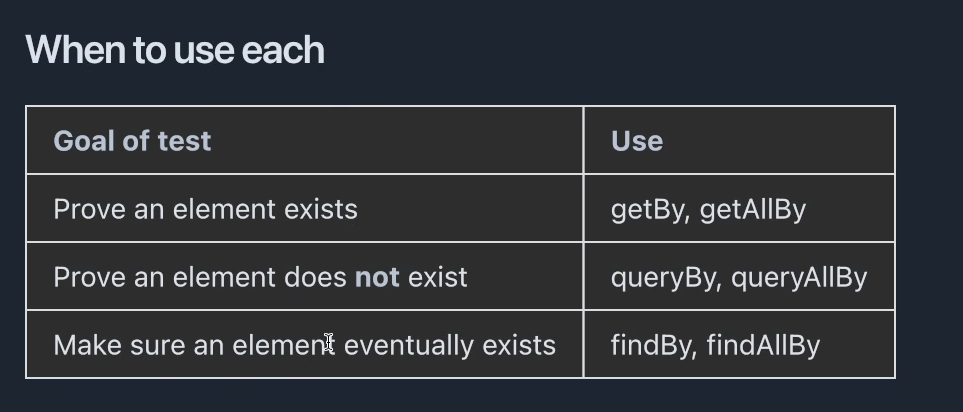 When to use each
Goal of test Use
Prove an element exists getBy, getAllBy
Prove an element does not exist queryBy, queryAllBy
Make sure an element eventually exists findBy, findAllBy